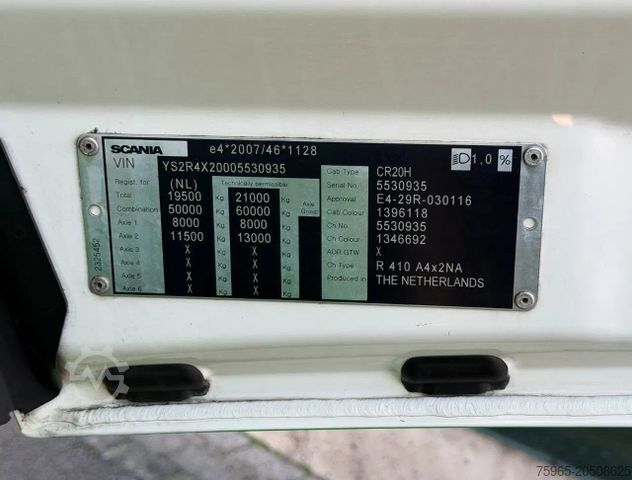 SCANIA e4*2007/46*1128 1,0 %
VIN YS2R4X20005530935
Regist. for (NL) Technically permissible
Total 19500 Kg 21000 Kg
Combination 50000 Kg 60000 Kg
Axle 1 8000 Kg 8000 Kg
Axle 2 11500 Kg 13000 Kg
Axle 3 X Kg X Kg
Axle 4 X Kg X Kg
Axle 5 X Kg X Kg
Axle 6 X Kg X Kg
Axle
Group
2325452
Cab Type CR20H
Serial No 5530935
Approval E4-29R-030116
Cab Colour 1396118
Ch No 5530935
Ch Colour 1346692
ADR GTW X
Ch Type R 410 A4x2NA
Produced in THE NETHERLANDS
75965-20508625